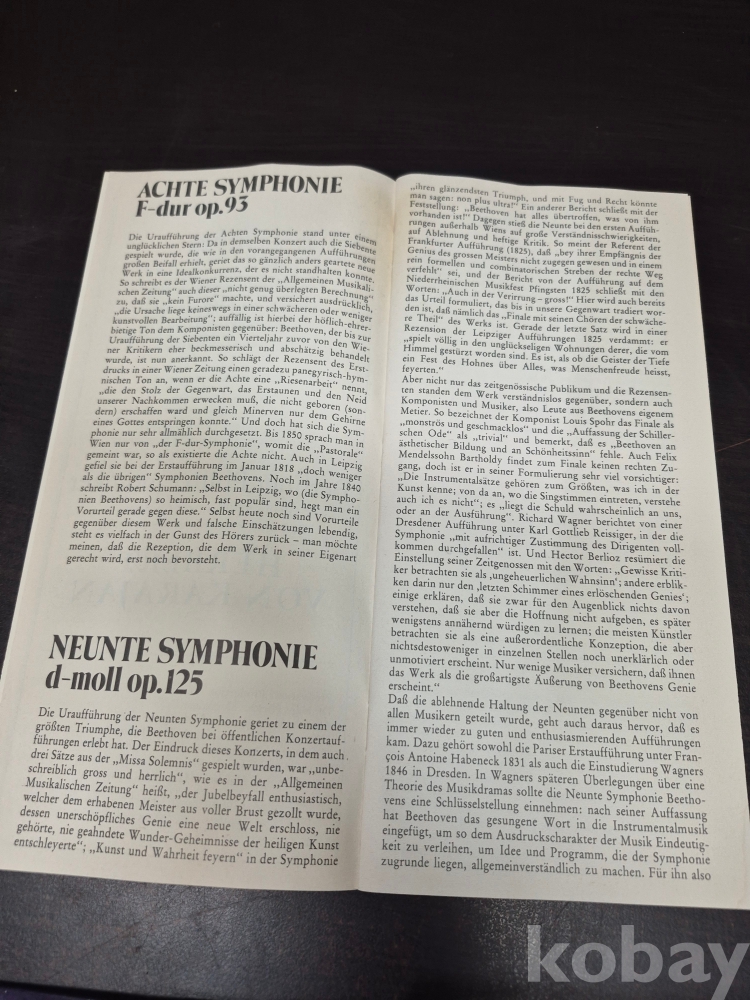 ACHTE SYMPHONIE
F-dur op.93
Die Uraufführung der Achten Symphonie stand unter einem
unglücklichen Stern: Da in demselben Konzert auch die Siebente
gespielt wurde, die wie in den vorangegangenen Aufführungen
großen Beifall erhielt, geriet das so gänzlich anders geartete neue
Werk in eine Idealkonkurrenz, der es nicht standhalten konnte.
So schreibt es der Wiener Rezensent der „Allgemeinen Musikali-
schen Zeitung“ auch dieser „nicht genug überlegten Berechnung“
zu, daß sie „kein Furore“ machte, und versichert ausdrücklich,
„die Ursache liege keineswegs in einer schwächeren oder weniger
kunstvollen Bearbeitung“; auffällig ist hierbei der höflich-ehrer-
bietige Ton dem Komponisten gegenüber: Beethoven, der bis zur
Uraufführung der Siebenten ein Vierteljahr zuvor von den Wie-
ner Kritikern eher beckmesserisch und abschätzig behandelt
wurde, ist nun anerkannt. So schlägt der Rezensent des Erst-
drucks in einer Wiener Zeitung einen geradezu panegyrisch-hym-
nischen Ton an, wenn er die Achte eine „Riesenarbeit“ nennt,
„die den Stolz der Gegenwart, das Erstaunen und den Neid
unserer Nachkommen erwecken muß, die nicht geboren (son-
dern) erschaffen ward und gleich Minerven nur dem Gehirne
eines Gottes entspringen konnte.“ Und doch hat sich die Sym-
phonie nur sehr allmählich durchgesetzt. Bis 1850 sprach man in
Wien nur von „der F-dur-Symphonie“, womit die „Pastorale“
gemeint war, so als existierte die Achte nicht. Auch in Leipzig
gefiel sie bei der Erstaufführung im Januar 1818 „doch weniger
als die übrigen“ Symphonien Beethovens. Noch im Jahre 1840
schreibt Robert Schumann: „Selbst in Leipzig, wo (die Sympho-
nien Beethovens) so heimisch, fast populär sind, hegt man ein
Vorurteil gerade gegen diese.“ Selbst heute noch sind Vorurteile
gegenüber diesem Werk und falsche Einschätzungen lebendig,
steht es vielfach in der Gunst des Hörers zurück – man möchte
meinen, daß die Rezeption, die dem Werk in seiner Eigenart
gerecht wird, erst noch bevorsteht.
NEUNTE SYMPHONIE
d-moll op.125
Die Uraufführung der Neunten Symphonie geriet zu einem der
größten Triumphe, die Beethoven bei öffentlichen Konzertauf-
führungen erlebt hat. Der Eindruck dieses Konzerts, in dem auch
drei Sätze aus der „Missa Solemnis“ gespielt wurden, war „unbe-
schreiblich gross und herrlich“, wie es in der „Allgemeinen
Musikalischen Zeitung“ heißt, „der Jubelbeyfall enthusiastisch,
welcher dem erhabenen Meister aus voller Brust gezollt wurde,
dessen unerschöpfliches Genie eine neue Welt erschloss, nie
gehörte, nie geahndete Wunder-Geheimnisse der heiligen Kunst
entschleyerte“; „Kunst und Wahrheit feyern“ in der Symphonie
„ihren glänzendsten Triumph, und mit Fug und Recht könnte
man sagen: non plus ultra!“ Ein anderer Bericht schließt mit der
Feststellung: „Beethoven hat alles übertroffen, was von ihm
vorhanden ist!“ Dagegen stieß die Neunte bei den ersten Auffüh-
rungen außerhalb Wiens auf große Verständnisschwierigkeiten,
auf Ablehnung und heftige Kritik. So meint der Referent der
Frankfurter Aufführung (1825), daß „bey ihrer Empfängnis der
Genius des grossen Meisters nicht zugegen gewesen und in einem
rein formellen und combinatorischen Streben der rechte Weg
verfehlt“ sei, und der Bericht von der Aufführung auf dem
Niederrheinischen Musikfest Pfingsten 1825 schließt mit den
Worten: „Auch in der Verirrung – gross!“ Hier wird auch bereits
das Urteil formuliert, das bis in unsere Gegenwart tradiert wor-
den ist, daß nämlich das „Finale mit seinen Chören der schwäche-
re Theil“ des Werks ist. Gerade der letzte Satz wird in einer
Rezension der Leipziger Aufführungen 1825 verdammt: er
„spielt völlig in den unglückseligen Wohnungen derer, die vom
Himmel gestürzt worden sind. Es ist, als ob die Geister der Tiefe
ein Fest des Hohnes über Alles, was Menschenfreude heisst,
feyerten.“
Aber nicht nur das zeitgenössische Publikum und die Rezensen-
ten standen dem Werk verständnislos gegenüber, sondern auch
Komponisten und Musiker, also Leute aus Beethovens eigenem
Metier. So bezeichnet der Komponist Louis Spohr das Finale als
„monströs und geschmacklos“ und die „Auffassung der Schiller-
schen Ode“ als „trivial“ und bemerkt, daß es „Beethoven an
ästhetischer Bildung und an Schönheitssinn“ fehle. Auch Felix
Mendelssohn Bartholdy findet zum Finale keinen rechten Zu-
gang, doch ist er in seiner Formulierung sehr viel vorsichtiger:
„Die Instrumentalsätze gehören zum Größten, was ich in der
Kunst kenne; von da an, wo die Singstimmen eintreten, verstehe
auch ich es nicht“; es „liegt die Schuld wahrscheinlich an uns,
oder an der Ausführung“. Richard Wagner berichtet von einer
Dresdener Aufführung unter Karl Gottlieb Reissiger, in der die
Symphonie „mit aufrichtiger Zustimmung des Dirigenten voll-
kommen durchgefallen“ ist. Und Hector Berlioz resümiert die
Einstellung seiner Zeitgenossen mit den Worten: „Gewisse Kriti-
ker betrachten sie als ‚ungeheuerlichen Wahnsinn‘; andere erblik-
ken darin nur den ‚letzten Schimmer eines erlöschenden Genies‘;
einige erklären, daß sie zwar für den Augenblick nichts davon
verstehen, daß sie aber die Hoffnung nicht aufgeben, es später
wenigstens annähernd würdigen zu lernen; die meisten Künstler
betrachten sie als eine außerordentliche Konzeption, die aber
nichtsdestoweniger in einzelnen Stellen noch unerklärlich oder
unmotiviert erscheint. Nur wenige Musiker versichern, daß ihnen
das Werk als die großartigste Äußerung von Beethovens Genie
erscheint.“
Daß die ablehnende Haltung der Neunten gegenüber nicht von
allen Musikern geteilt wurde, geht auch daraus hervor, daß es
immer wieder zu guten und enthusiasmierenden Aufführungen
kam. Dazu gehört sowohl die Pariser Erstaufführung unter Fran-
çois Antoine Habeneck 1831 als auch die Einstudierung Wagners
1846 in Dresden. In Wagners späteren Überlegungen über eine
Theorie des Musikdramas sollte die Neunte Symphonie Beetho-
vens eine Schlüsselstellung einnehmen: nach seiner Auffassung
hat Beethoven das gesungene Wort in die Instrumentalmusik
eingefügt, um so dem Ausdruckscharakter der Musik Eindeutig-
keit zu verleihen, um Idee und Programm, die der Symphonie
zugrunde liegen, allgemeinverständlich zu machen. Für ihn also
kobay